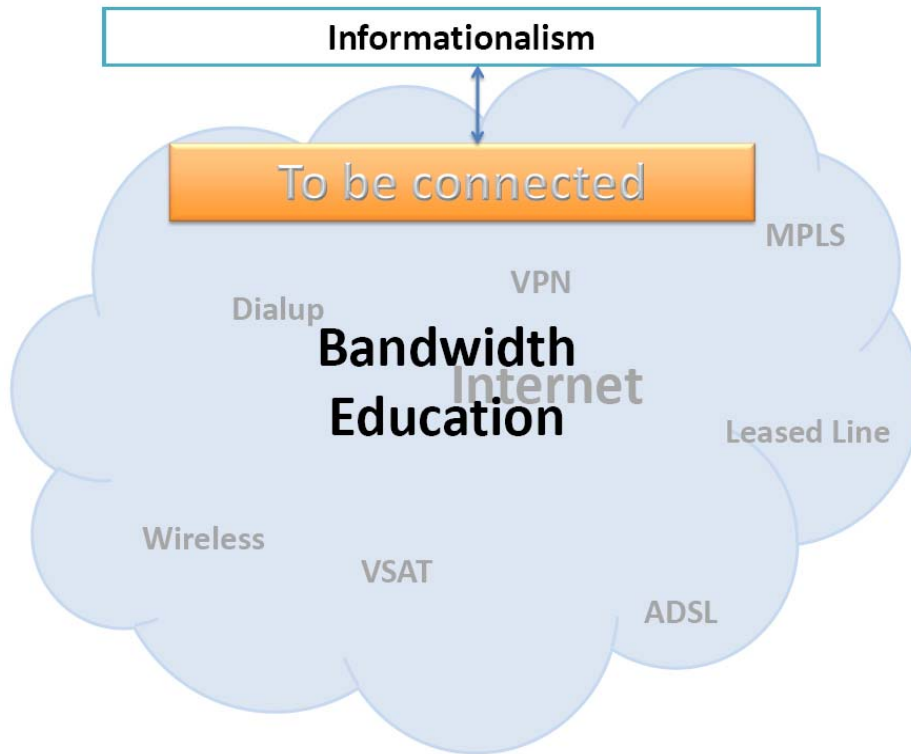 Informationalism
To be connected
MPLS
VPN
Dialup
Bandwidth
Internet
Education
Leased Line
Wireless
VSAT
ADSL